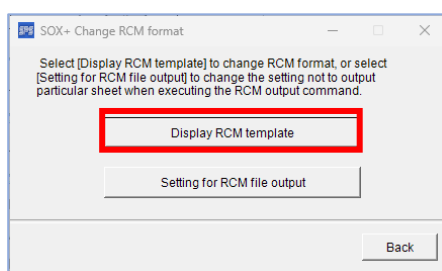 SPS SOX+ Change RCM format
Select [Display RCM template] to change RCM format, or select
[Setting for RCM file output] to change the setting not to output
particular sheet when executing the RCM output command.
Display RCM template
Setting for RCM file output
Back